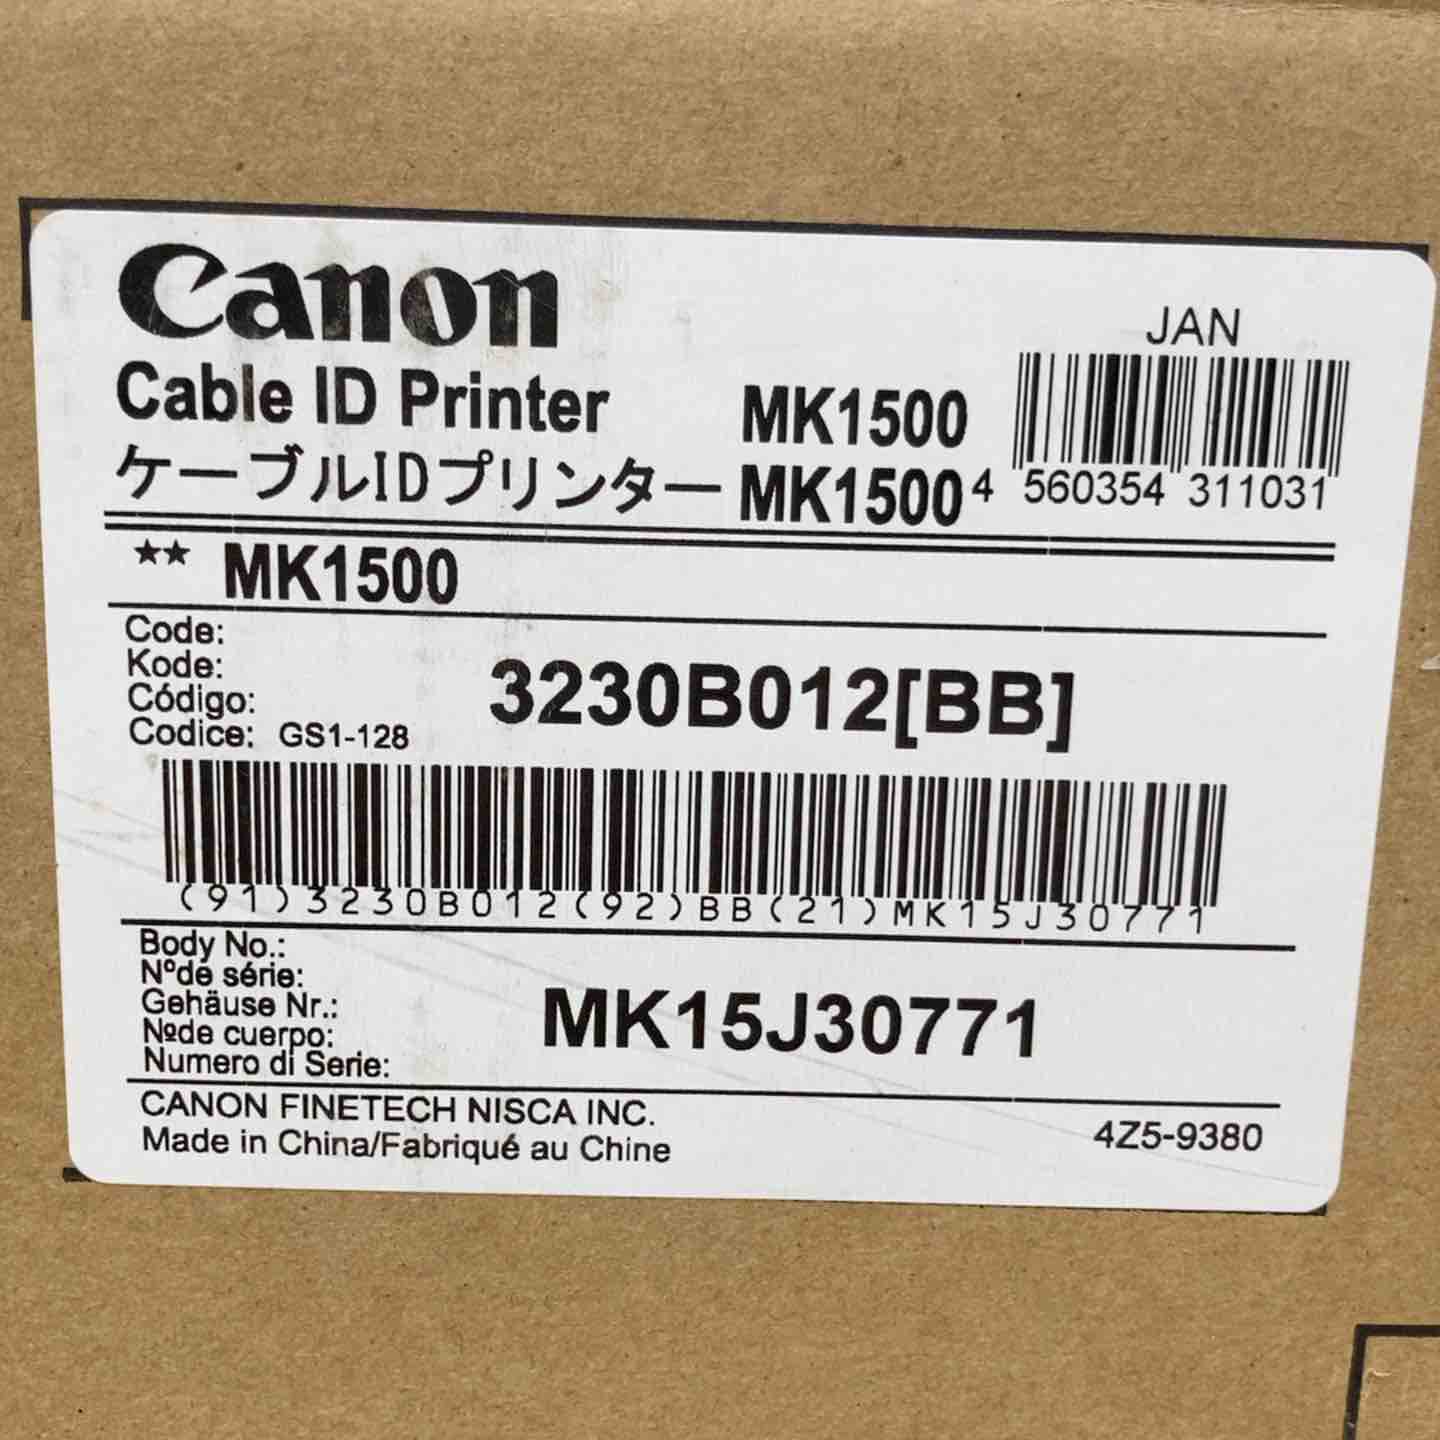 Canon
JAN
Cable ID Printer MK1500
ケーブルIDプリンター MK1500
4 560354 311031
★★ MK1500
Code:
Kode:
Código:
Codice: GS1-128
3230B012[BB]
(91)3230B012(92)BB(21)MK15J30771
Body No.:
Nºde série:
Gehäuse Nr.:
Nºde cuerpo:
Numero di Serie:
MK15J30771
CANON FINETECH NISCA INC.
Made in China/Fabriqué au Chine
4Z5-9380